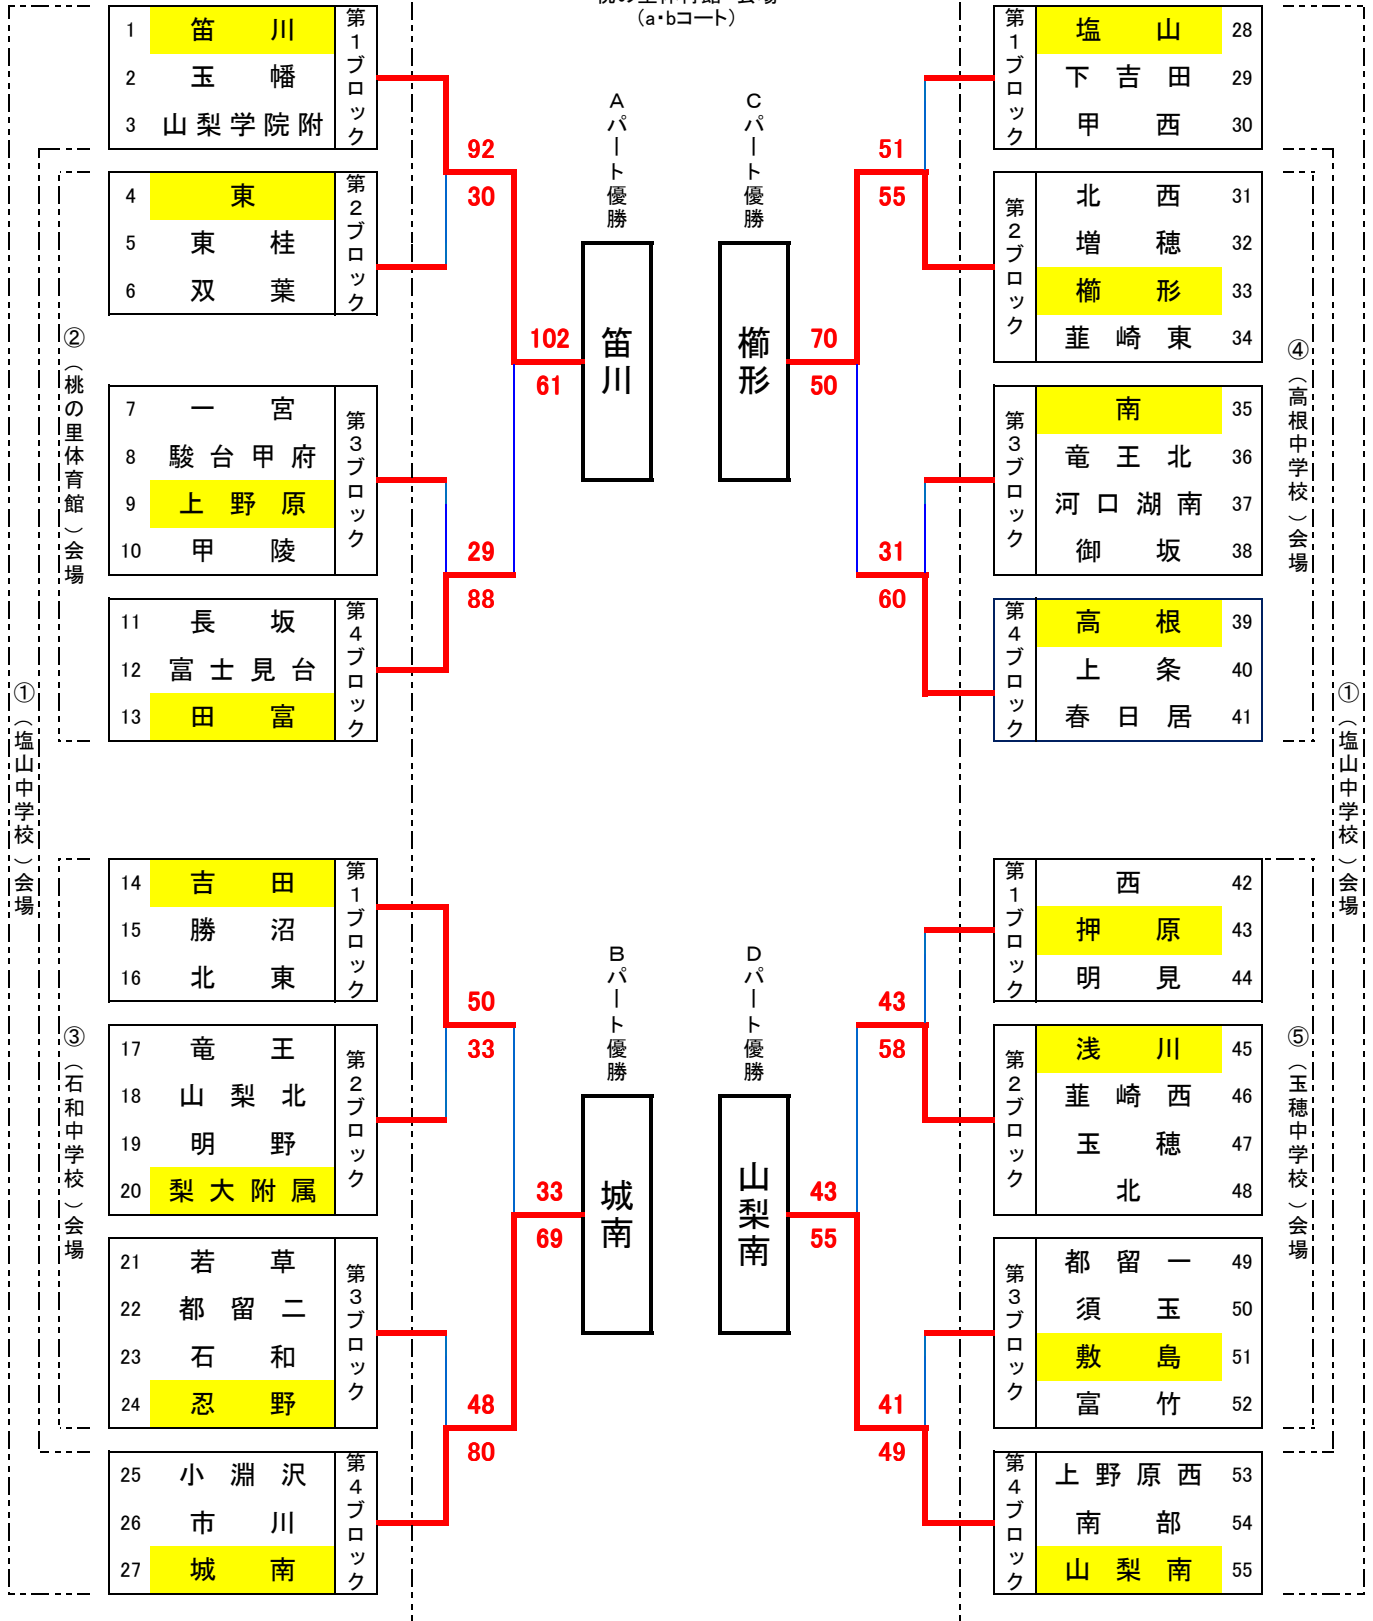 (a・bコート)
1 笛川
2 玉幡
3 山梨学院附
第1ブロック
4 東
5 東桂
6 双葉
第2ブロック
7 一宮
8 駿台甲府
9 上野原
10 甲陵
第3ブロック
11 長坂
12 富士見台
13 田富
第4ブロック
②(桃の里体育館)会場
①(塩山中学校)会場
92
30
102
61
29
88
Aパート優勝
笛川
Cパート優勝
櫛形
51
55
70
50
31
60
第1ブロック
塩山 28
下吉田 29
甲西 30
第2ブロック
北西 31
増穂 32
櫛形 33
韮崎東 34
第3ブロック
南 35
竜王北 36
河口湖南 37
御坂 38
第4ブロック
高根 39
上条 40
春日居 41
④(高根中学校)会場
①(塩山中学校)会場
14 吉田
15 勝沼
16 北東
第1ブロック
17 竜王
18 山梨北
19 明野
20 梨大附属
第2ブロック
21 若草
22 都留二
23 石和
24 忍野
第3ブロック
25 小淵沢
26 市川
27 城南
第4ブロック
③(石和中学校)会場
50
33
33
69
48
80
Bパート優勝
城南
Dパート優勝
山梨南
43
58
43
55
41
49
第1ブロック
西 42
押原 43
明見 44
第2ブロック
浅川 45
韮崎西 46
玉穂 47
北 48
第3ブロック
都留一 49
須玉 50
敷島 51
富竹 52
第4ブロック
上野原西 53
南部 54
山梨南 55
⑤(玉穂中学校)会場